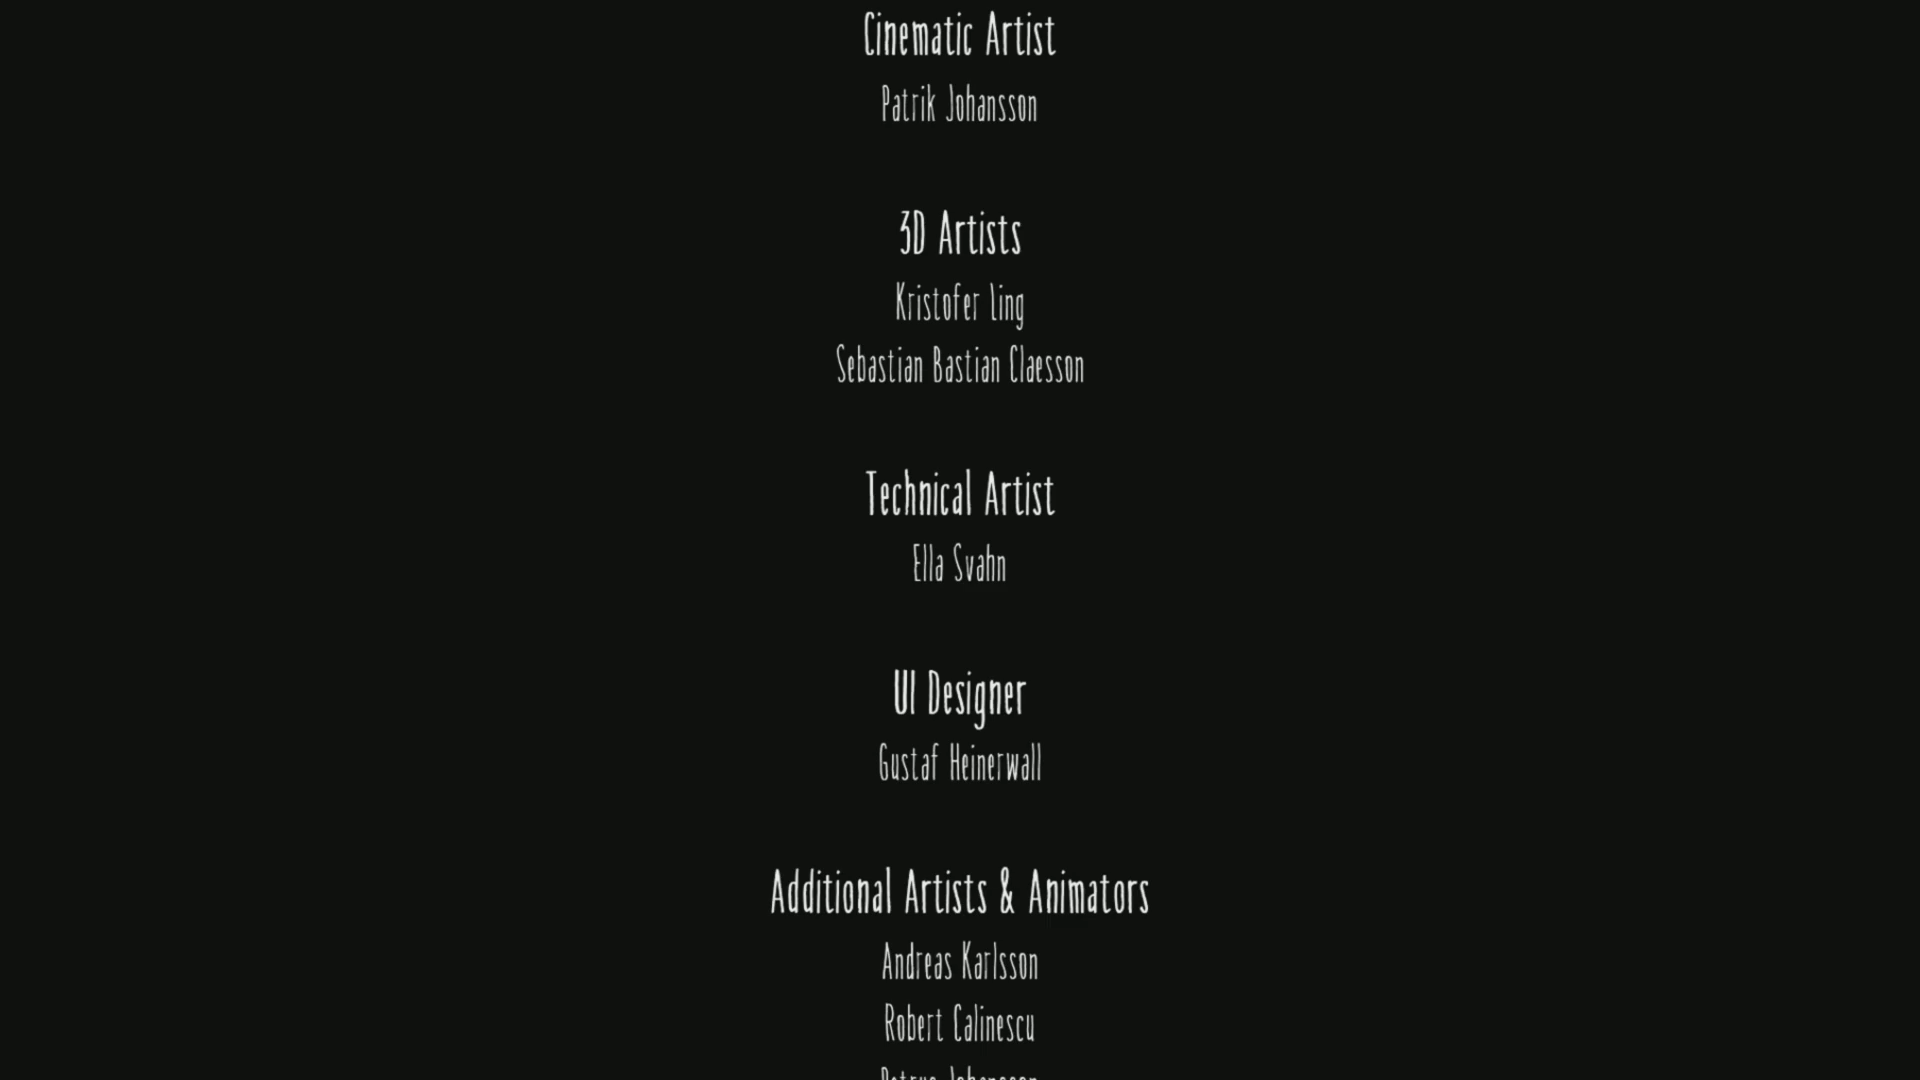 Cinematic Artist
Patrik Johansson
3D Artists
Kristofer Ling
Sebastian Bastian Claesson
Technical Artist
Ella Svahn
UI Designer
Gustaf Heinerwall
Additional Artists & Animators
Andreas Karlsson
Robert Calinescu